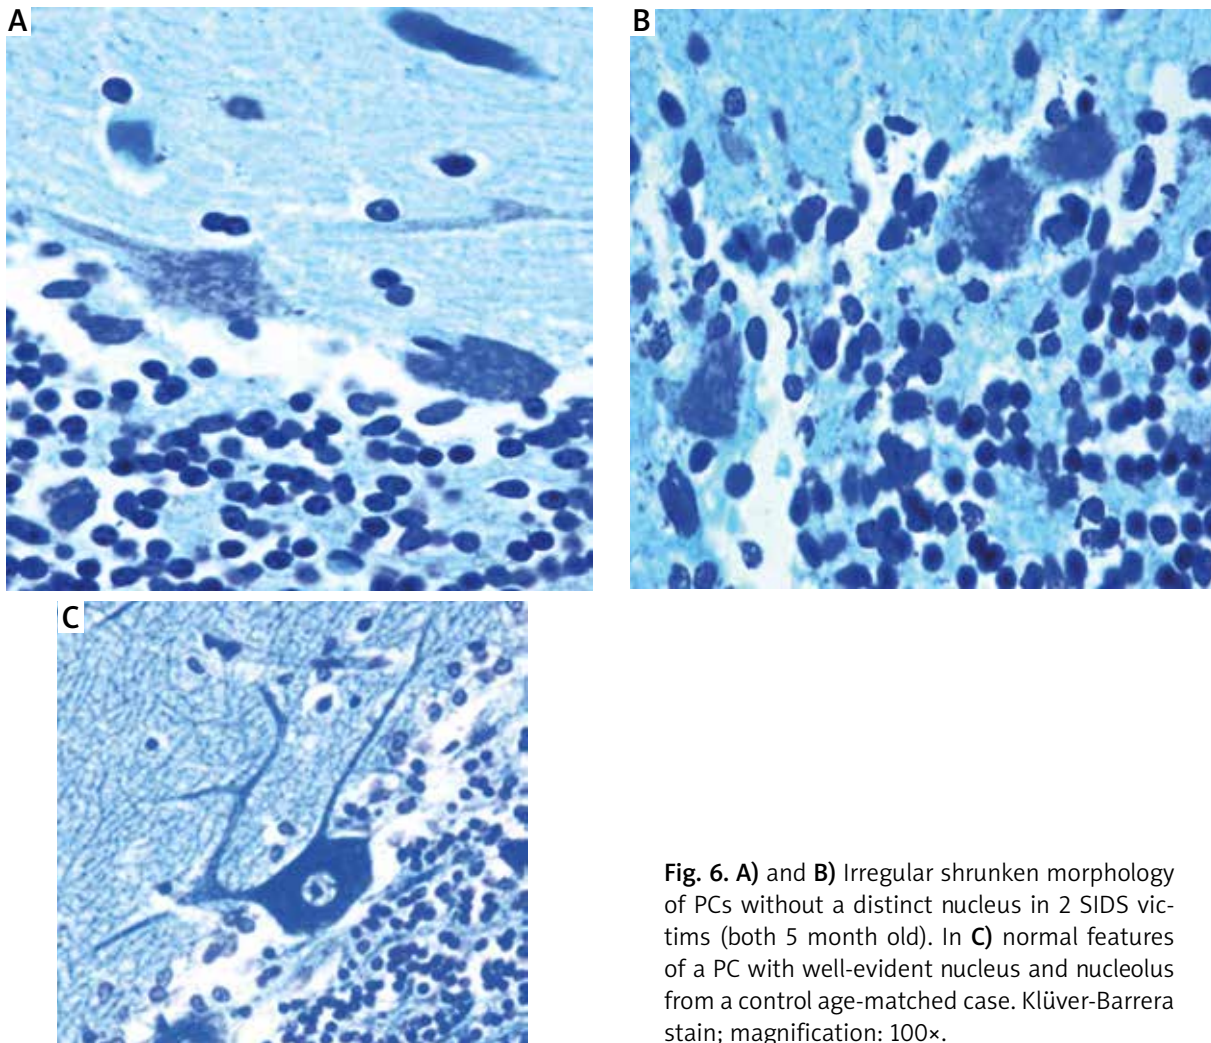 A
B
C
Fig. 6. A) and B) Irregular shrunken morphology
of PCs without a distinct nucleus in 2 SIDS vic-
tims (both 5 month old). In C) normal features
of a PC with well-evident nucleus and nucleolus
from a control age-matched case. Klüver-Barrera
stain; magnification: 100×.